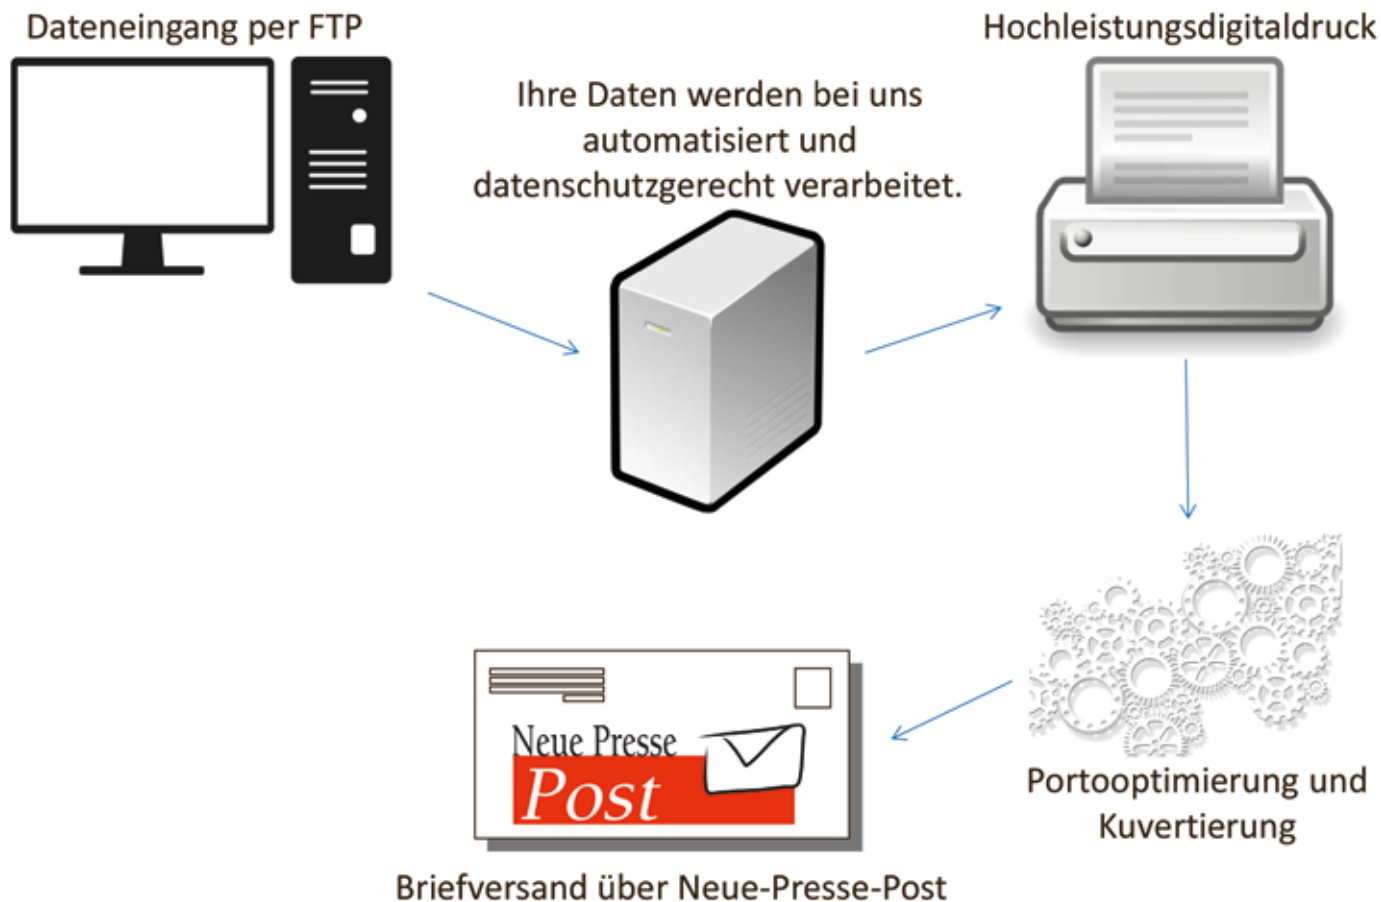 Dateneingang per FTP
Ihre Daten werden bei uns
automatisiert und
datenschutzgerecht verarbeitet.
Hochleistungsdigitaldruck
Portooptimierung und
Kuvertierung
Neue Presse
Post
Briefversand über Neue-Presse-Post